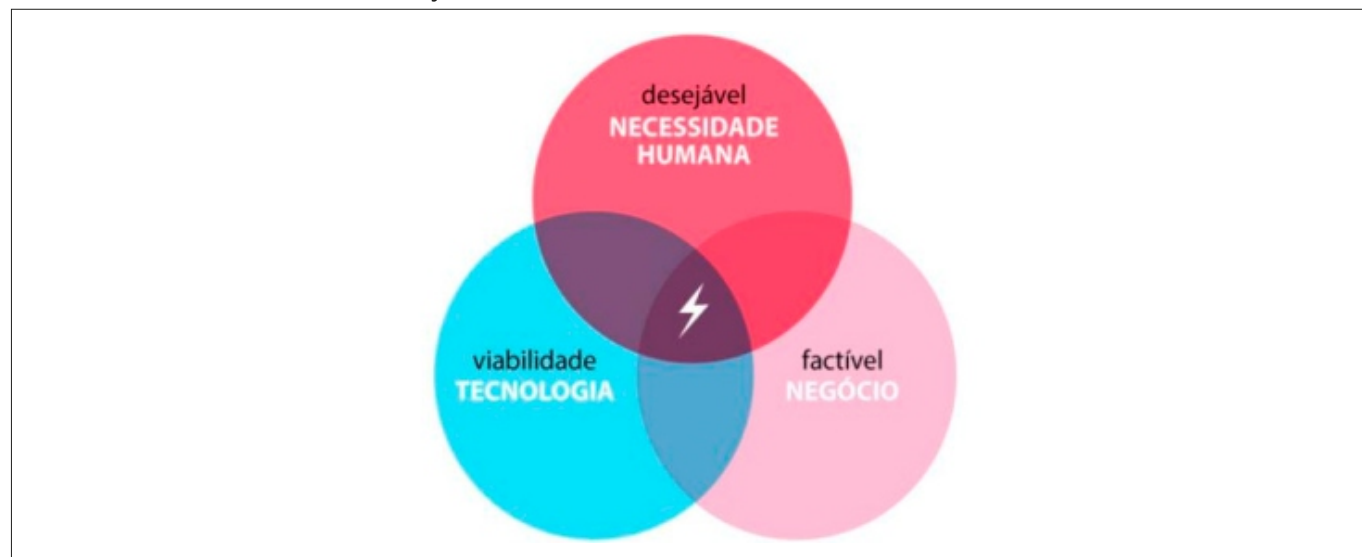 desejável
NECESSIDADE
HUMANA
viabilidade
TECNOLOGIA
factível
NEGÓCIO